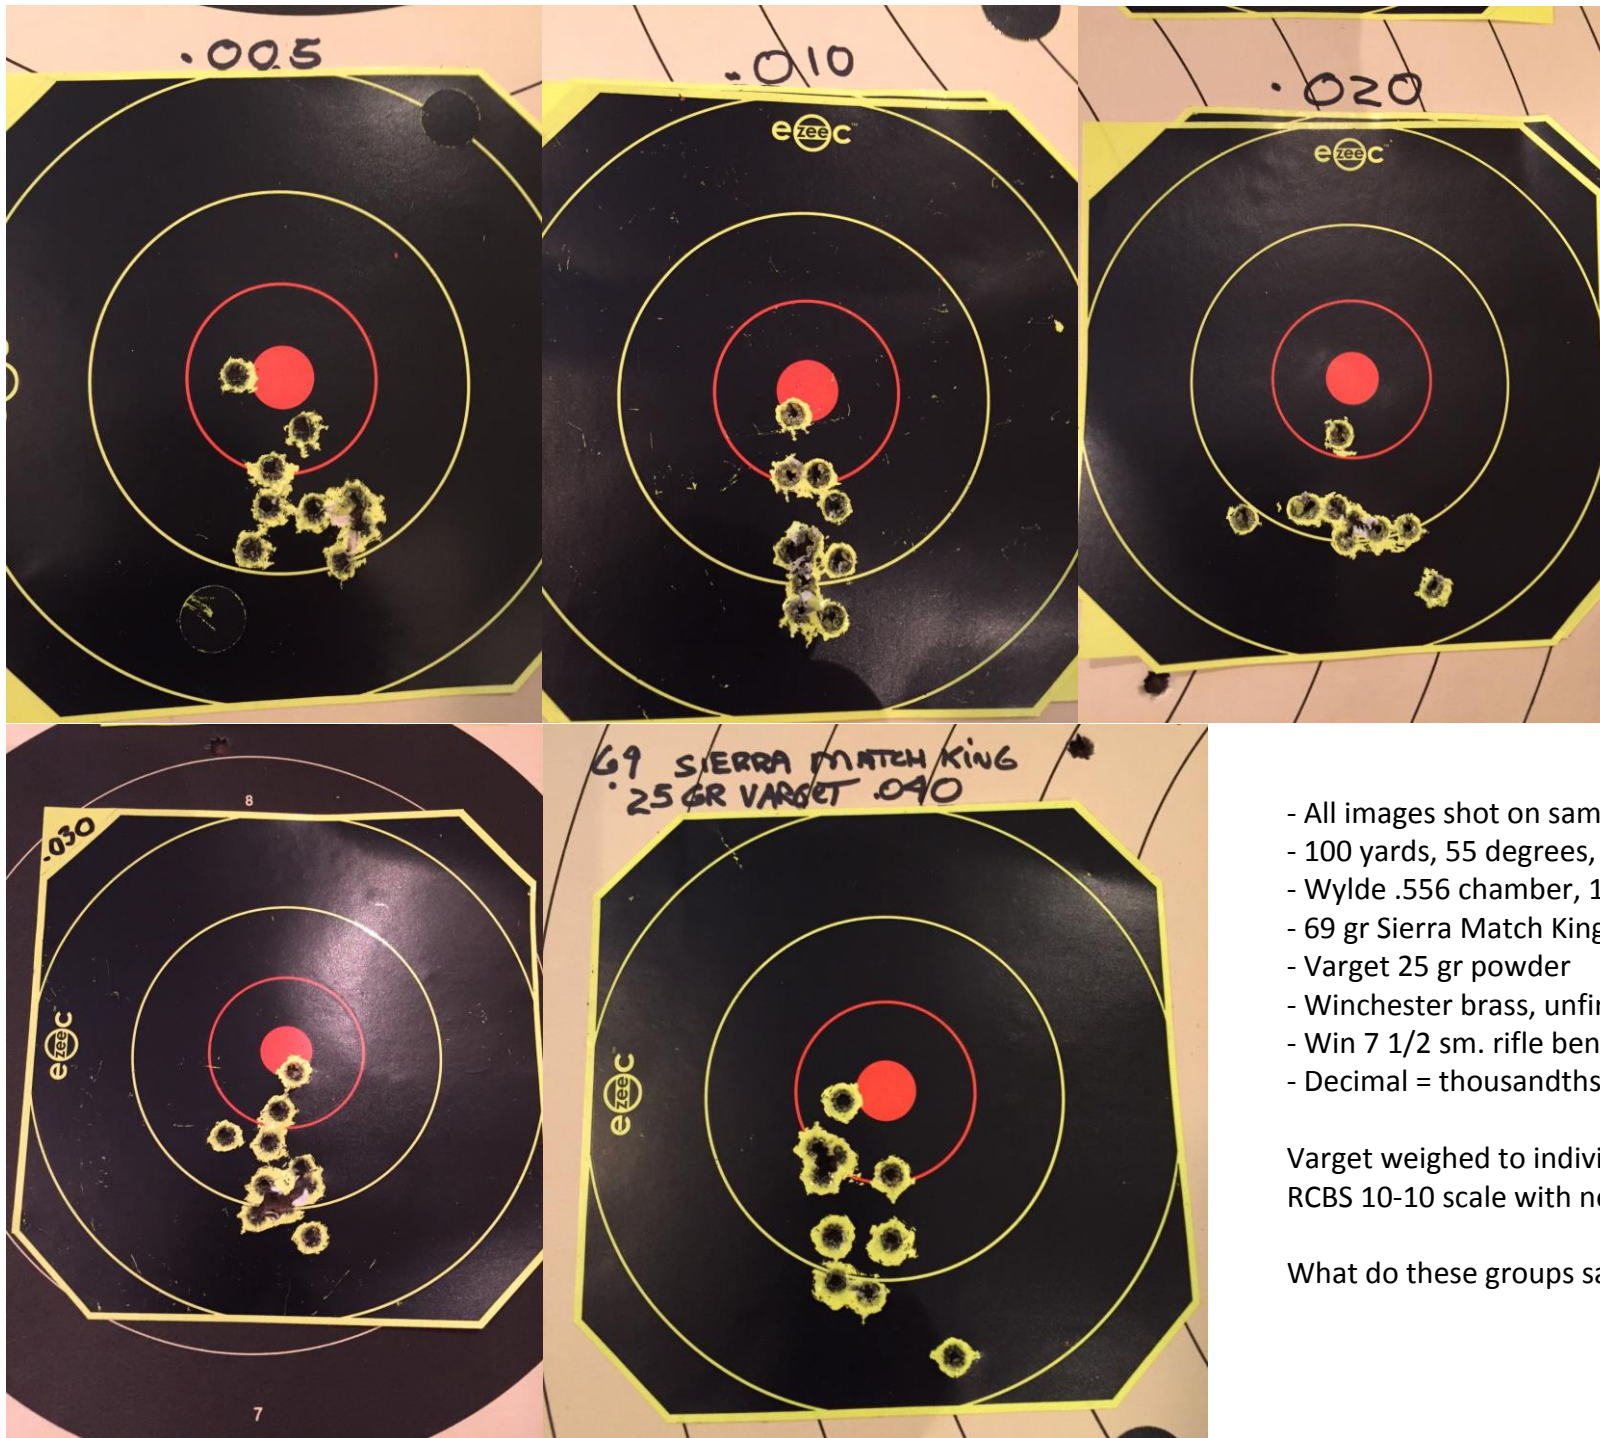 .005
.010
.020
ezeec™
ezeec™
.030
8
ezeec
7
69 SIERRA MATCH KING
25 GR VARGET .040
ezeec
- All images shot on sam
- 100 yards, 55 degrees,
- Wylde .556 chamber, 1
- 69 gr Sierra Match King
- Varget 25 gr powder
- Winchester brass, unfir
- Win 7 1/2 sm. rifle ben
- Decimal = thousandths
Varget weighed to indivi
RCBS 10-10 scale with ne
What do these groups sa